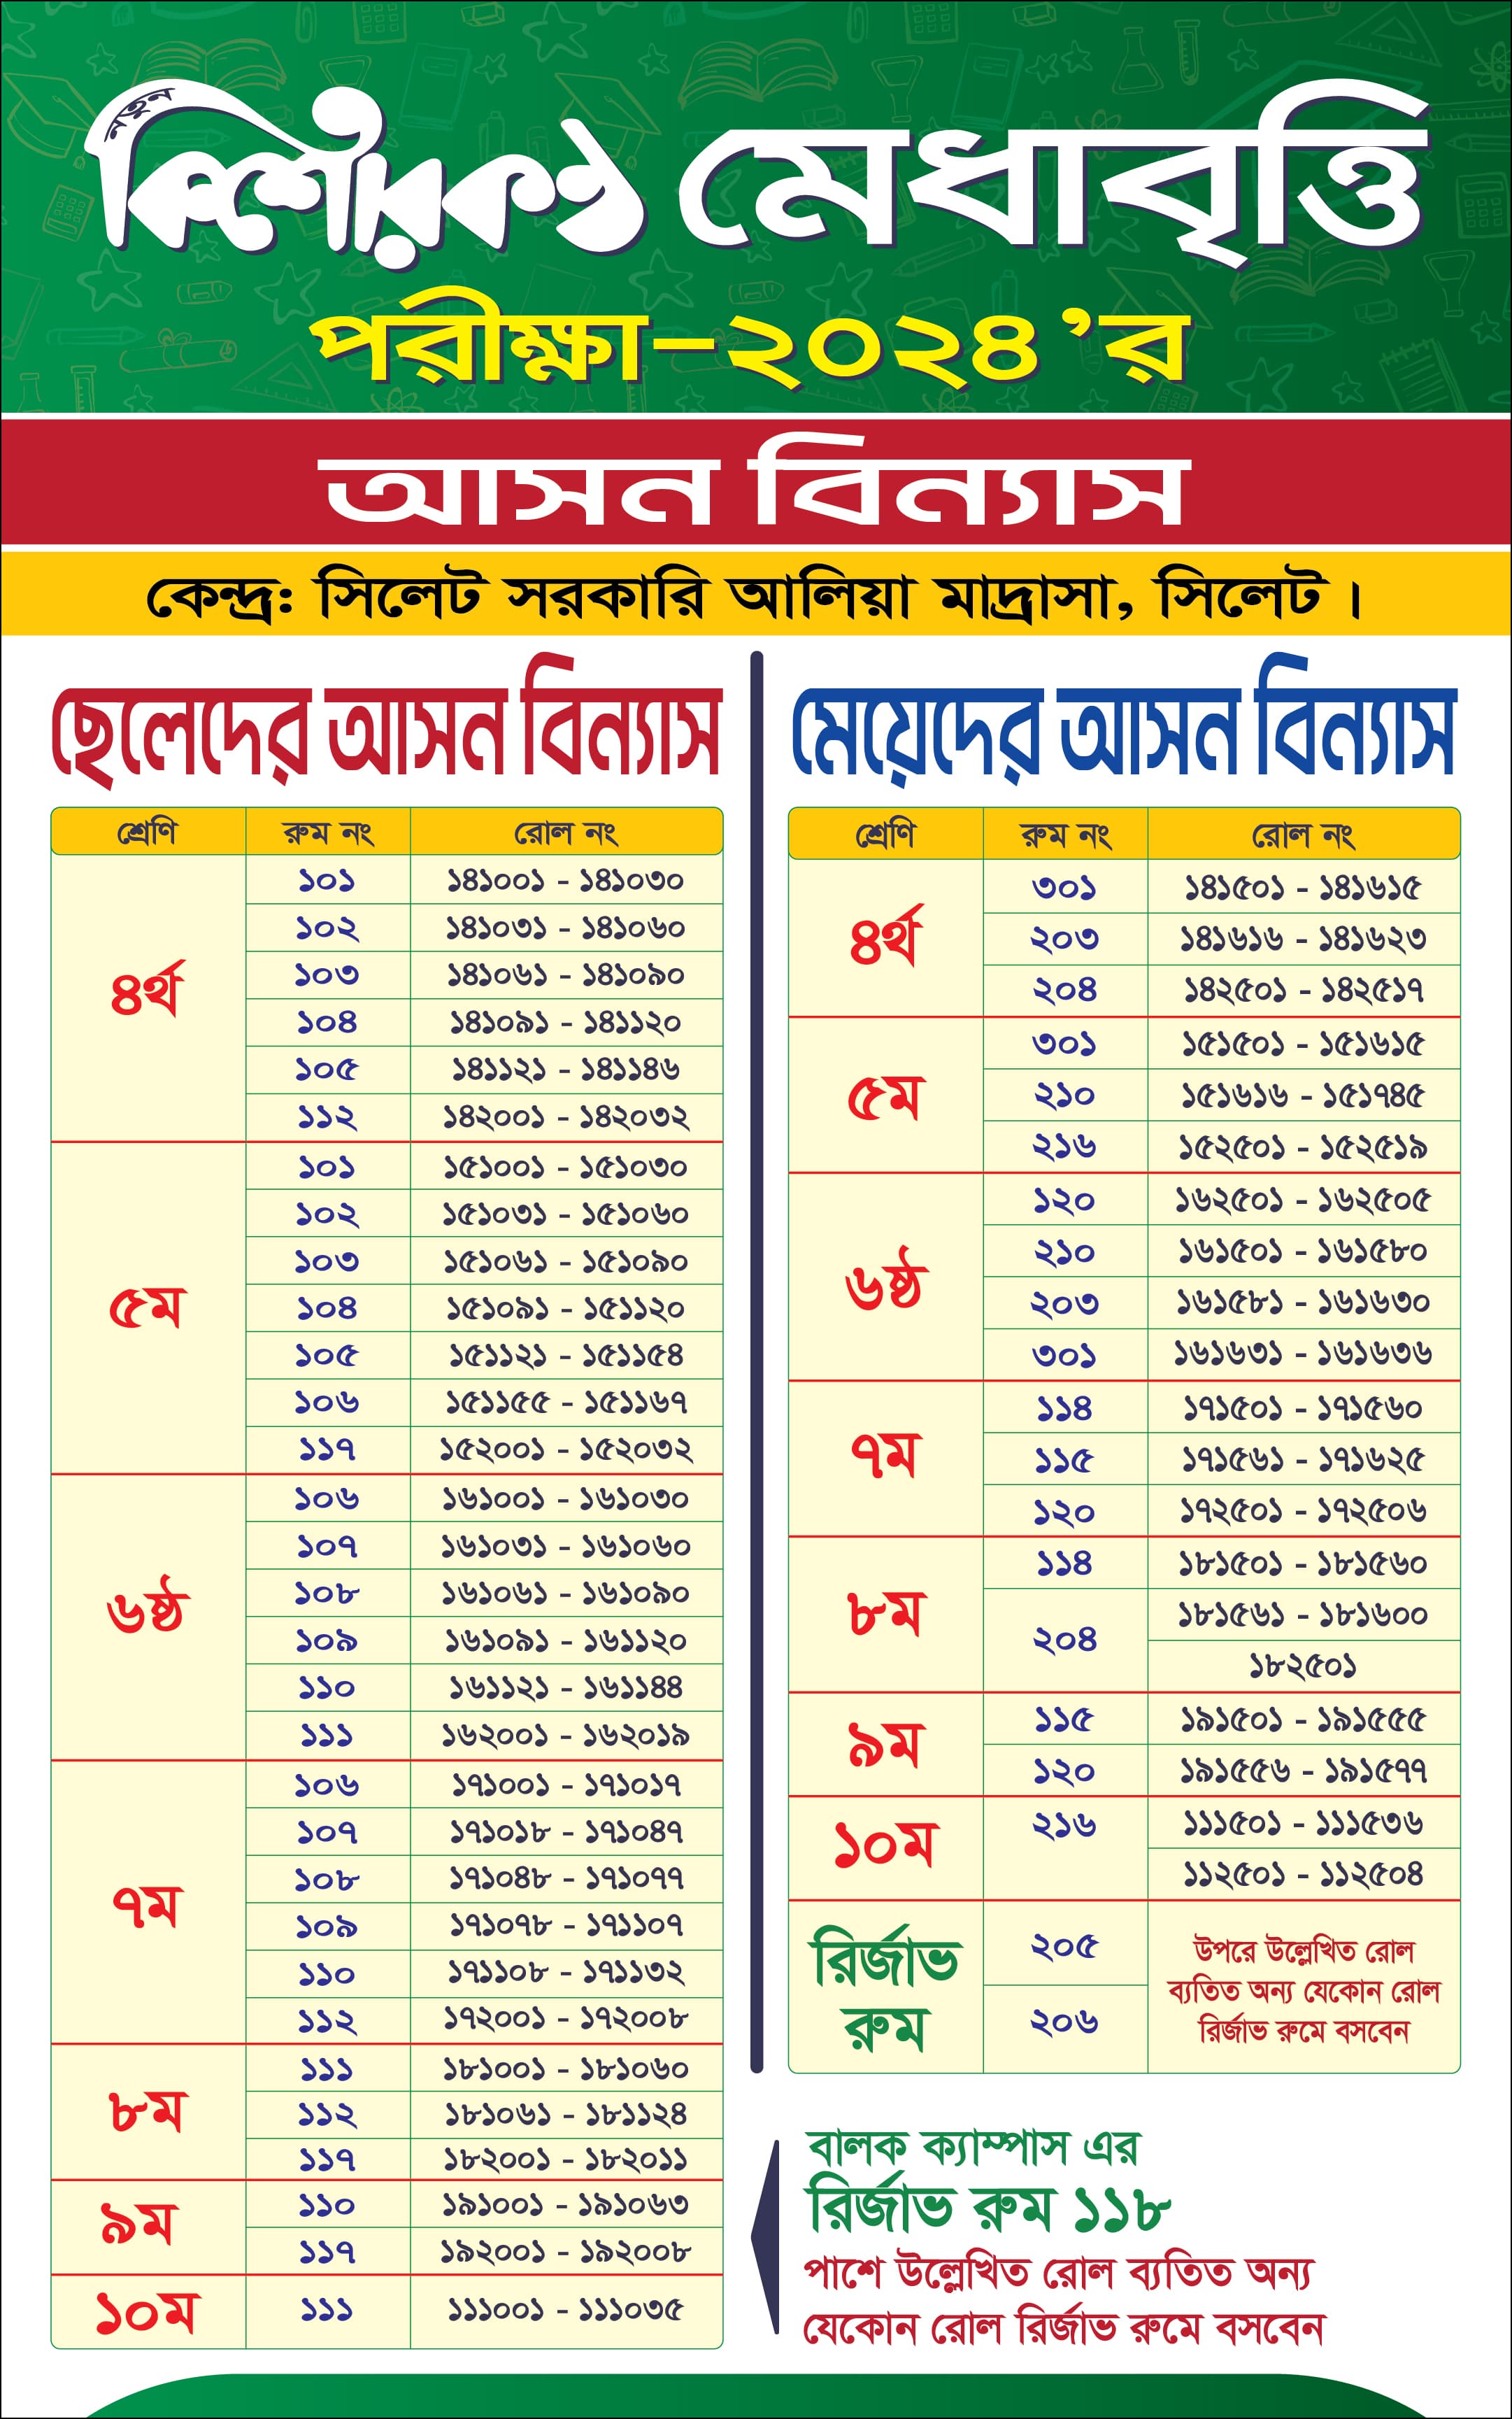 নতুন
কিশোরকণ্ঠ মেধাবৃত্তি
পরীক্ষা-২০২৪'র
আসন বিন্যাস
কেন্দ্র: সিলেট সরকারি আলিয়া মাদ্রাসা, সিলেট।
ছেলেদের আসন বিন্যাস
শ্রেণি রুম নং রোল নং
৪র্থ
১০১ ১৪১০০১ - ১৪১০৩০
১০২ ১৪১০৩১ - ১৪১০৬০
১০৩ ১৪১০৬১ - ১৪১০৯০
১০৪ ১৪১০৯১ - ১৪১১২০
১০৫ ১৪১১২১ - ১৪১১৪৬
১১২ ১৪২০০১ - ১৪২০৩২
৫ম
১০১ ১৫১০০১ - ১৫১০৩০
১০২ ১৫১০৩১ - ১৫১০৬০
১০৩ ১৫১০৬১ - ১৫১০৯০
১০৪ ১৫১০৯১ - ১৫১১২০
১০৫ ১৫১১২১ - ১৫১১৫৪
১০৬ ১৫১১৫৫ - ১৫১১৬৭
১১৭ ১৫২০০১ - ১৫২০৩২
৬ষ্ঠ
১০৬ ১৬১০০১ - ১৬১০৩০
১০৭ ১৬১০৩১ - ১৬১০৬০
১০৮ ১৬১০৬১ - ১৬১০৯০
১০৯ ১৬১০৯১ - ১৬১১২০
১১০ ১৬১১২১ - ১৬১১৪৪
১১১ ১৬২০০১ - ১৬২০১৯
৭ম
১০৬ ১৭১০০১ - ১৭১০১৭
১০৭ ১৭১০১৮ - ১৭১০৪৭
১০৮ ১৭১০৪৮ - ১৭১০৭৭
১০৯ ১৭১০৭৮ - ১৭১১০৭
১১০ ১৭১১০৮ - ১৭১১৩২
১১২ ১৭২০০১ - ১৭২০০৮
৮ম
১১১ ১৮১০০১ - ১৮১০৬০
১১২ ১৮১০৬১ - ১৮১১২৪
১১৭ ১৮২০০১ - ১৮২০১১
৯ম
১১০ ১৯১০০১ - ১৯১০৬৩
১১৭ ১৯২০০১ - ১৯২০০৮
১০ম ১১১ ১১১০০১ - ১১১০৩৫
মেয়েদের আসন বিন্যাস
শ্রেণি রুম নং রোল নং
৪র্থ
৩০১ ১৪১৫০১ - ১৪১৬১৫
২০৩ ১৪১৬১৬ - ১৪১৬২৩
২০৪ ১৪২৫০১ - ১৪২৫১৭
৫ম
৩০১ ১৫১৫০১ - ১৫১৬১৫
২১০ ১৫১৬১৬ - ১৫১৭৪৫
২১৬ ১৫২৫০১ - ১৫২৫১৯
৬ষ্ঠ
১২০ ১৬২৫০১ - ১৬২৫০৫
২১০ ১৬১৫০১ - ১৬১৫৮০
২০৩ ১৬১৫৮১ - ১৬১৬৩০
৩০১ ১৬১৬৩১ - ১৬১৬৩৬
৭ম
১১৪ ১৭১৫০১ - ১৭১৫৬০
১১৫ ১৭১৫৬১ - ১৭১৬২৫
১২০ ১৭২৫০১ - ১৭২৫০৬
৮ম
১১৪ ১৮১৫০১ - ১৮১৫৬০
২০৪ ১৮১৫৬১ - ১৮১৬০০
১৮২৫০১
৯ম
১১৫ ১৯১৫০১ - ১৯১৫৫৫
১২০ ১৯১৫৫৬ - ১৯১৫৭৭
১০ম
২১৬ ১১১৫০১ - ১১১৫৩৬
১১২৫০১ - ১১২৫০৪
রির্জাভ
রুম
২০৫
২০৬
উপরে উল্লেখিত রোল
ব্যতিত অন্য যেকোন রোল
রির্জাভ রুমে বসবেন
বালক ক্যাম্পাস এর
রির্জাভ রুম ১১৮
পাশে উল্লেখিত রোল ব্যতিত অন্য
যেকোন রোল রির্জাভ রুমে বসবেন